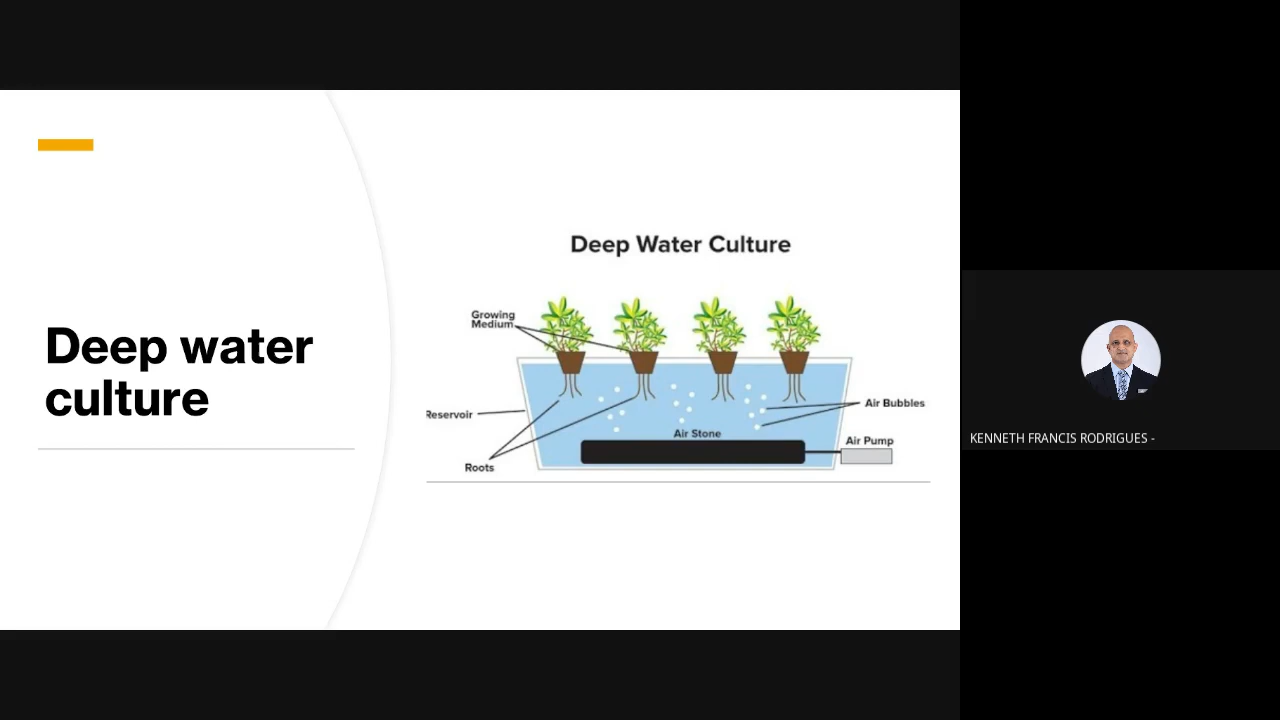 Deep water
culture
Deep Water Culture
Growing
Medium
Reservoir
Roots
Air Stone
Air Bubbles
Air Pump
KENNETH FRANCIS RODRIGUES -